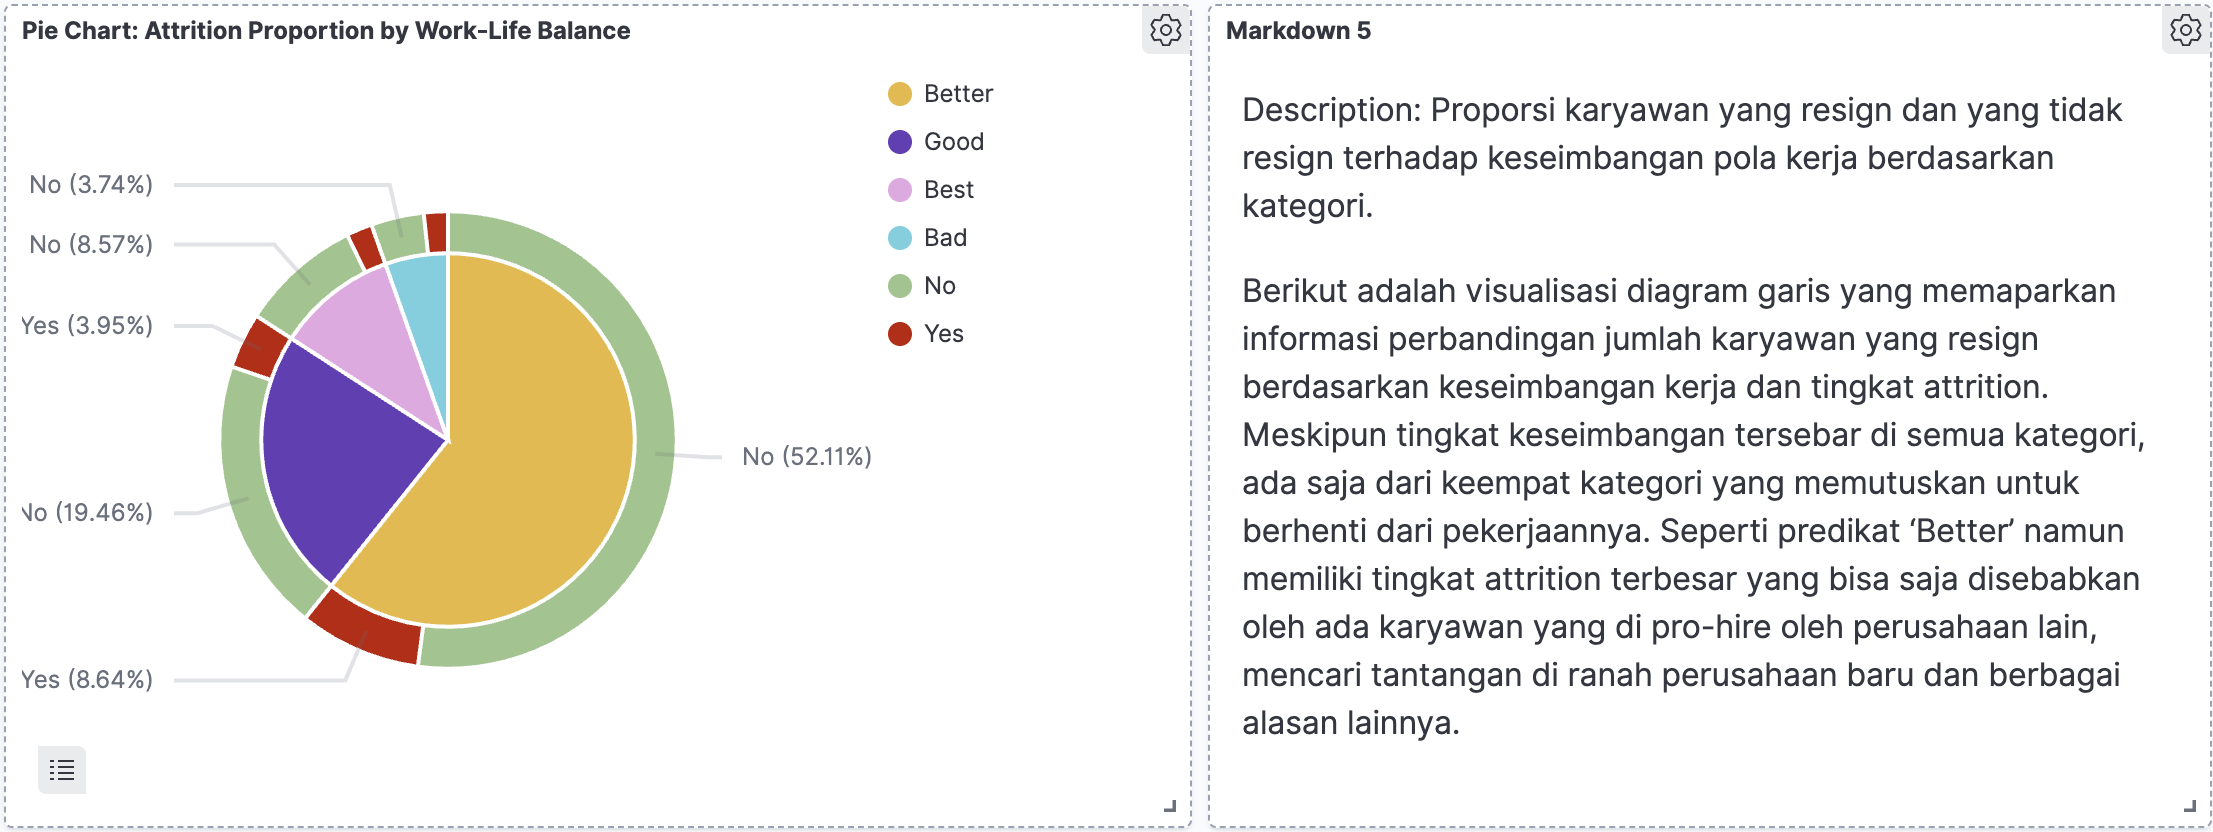 Pie Chart: Attrition Proportion by Work-Life Balance
Better
Good
Best
Bad
No
Yes
No (3.74%)
No (8.57%)
Yes (3.95%)
No (19.46%)
Yes (8.64%)
No (52.11%)
Markdown 5
Description: Proporsi karyawan yang resign dan yang tidak
resign terhadap keseimbangan pola kerja berdasarkan
kategori.
Berikut adalah visualisasi diagram garis yang memaparkan
informasi perbandingan jumlah karyawan yang resign
berdasarkan keseimbangan kerja dan tingkat attrition.
Meskipun tingkat keseimbangan tersebar di semua kategori,
ada saja dari keempat kategori yang memutuskan untuk
berhenti dari pekerjaannya. Seperti predikat ‘Better’ namun
memiliki tingkat attrition terbesar yang bisa saja disebabkan
oleh ada karyawan yang di pro-hire oleh perusahaan lain,
mencari tantangan di ranah perusahaan baru dan berbagai
alasan lainnya.